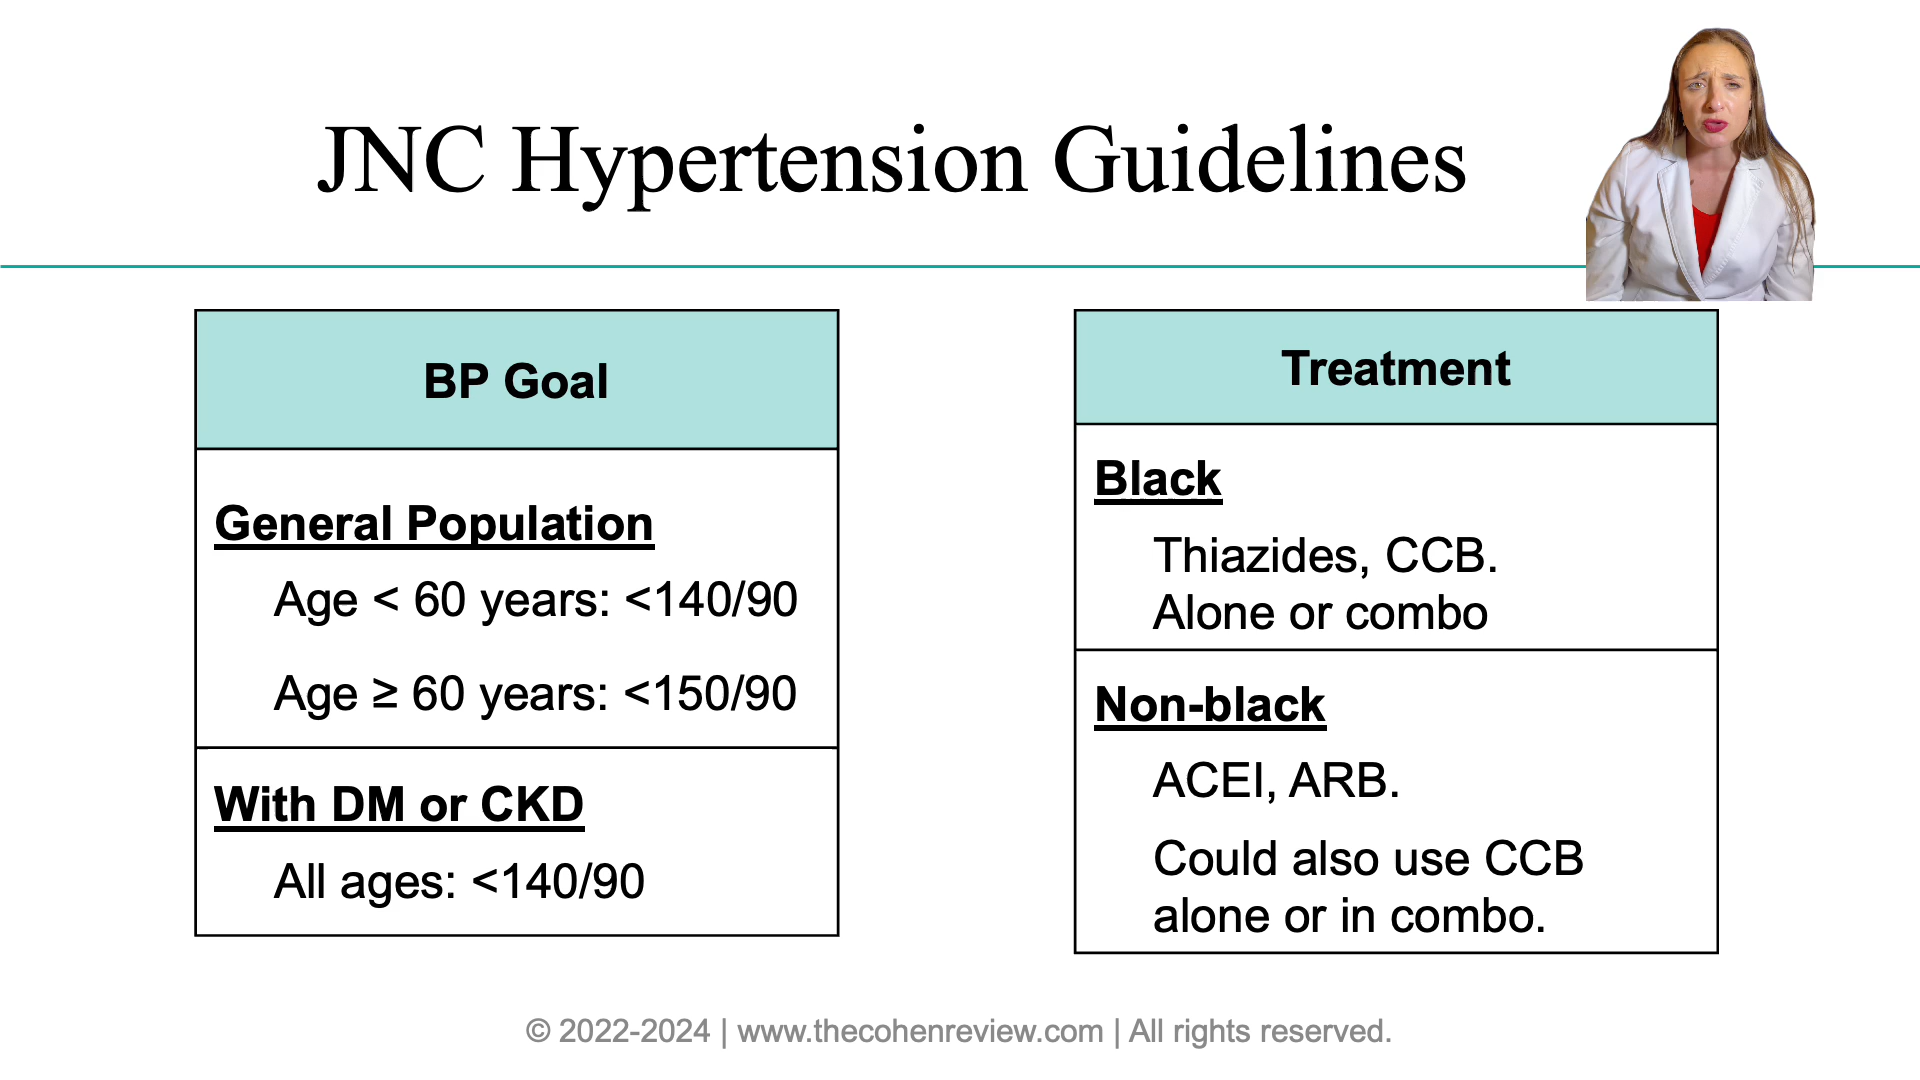 JNC Hypertension Guidelines
BP Goal
General Population
Age < 60 years: <140/90
Age ≥ 60 years: <150/90
With DM or CKD
All ages: <140/90
Treatment
Black
Thiazides, CCB.
Alone or combo
Non-black
ACEI, ARB.
Could also use CCB
alone or in combo.
© 2022-2024 | www.thecohenreview.com | All rights reserved.